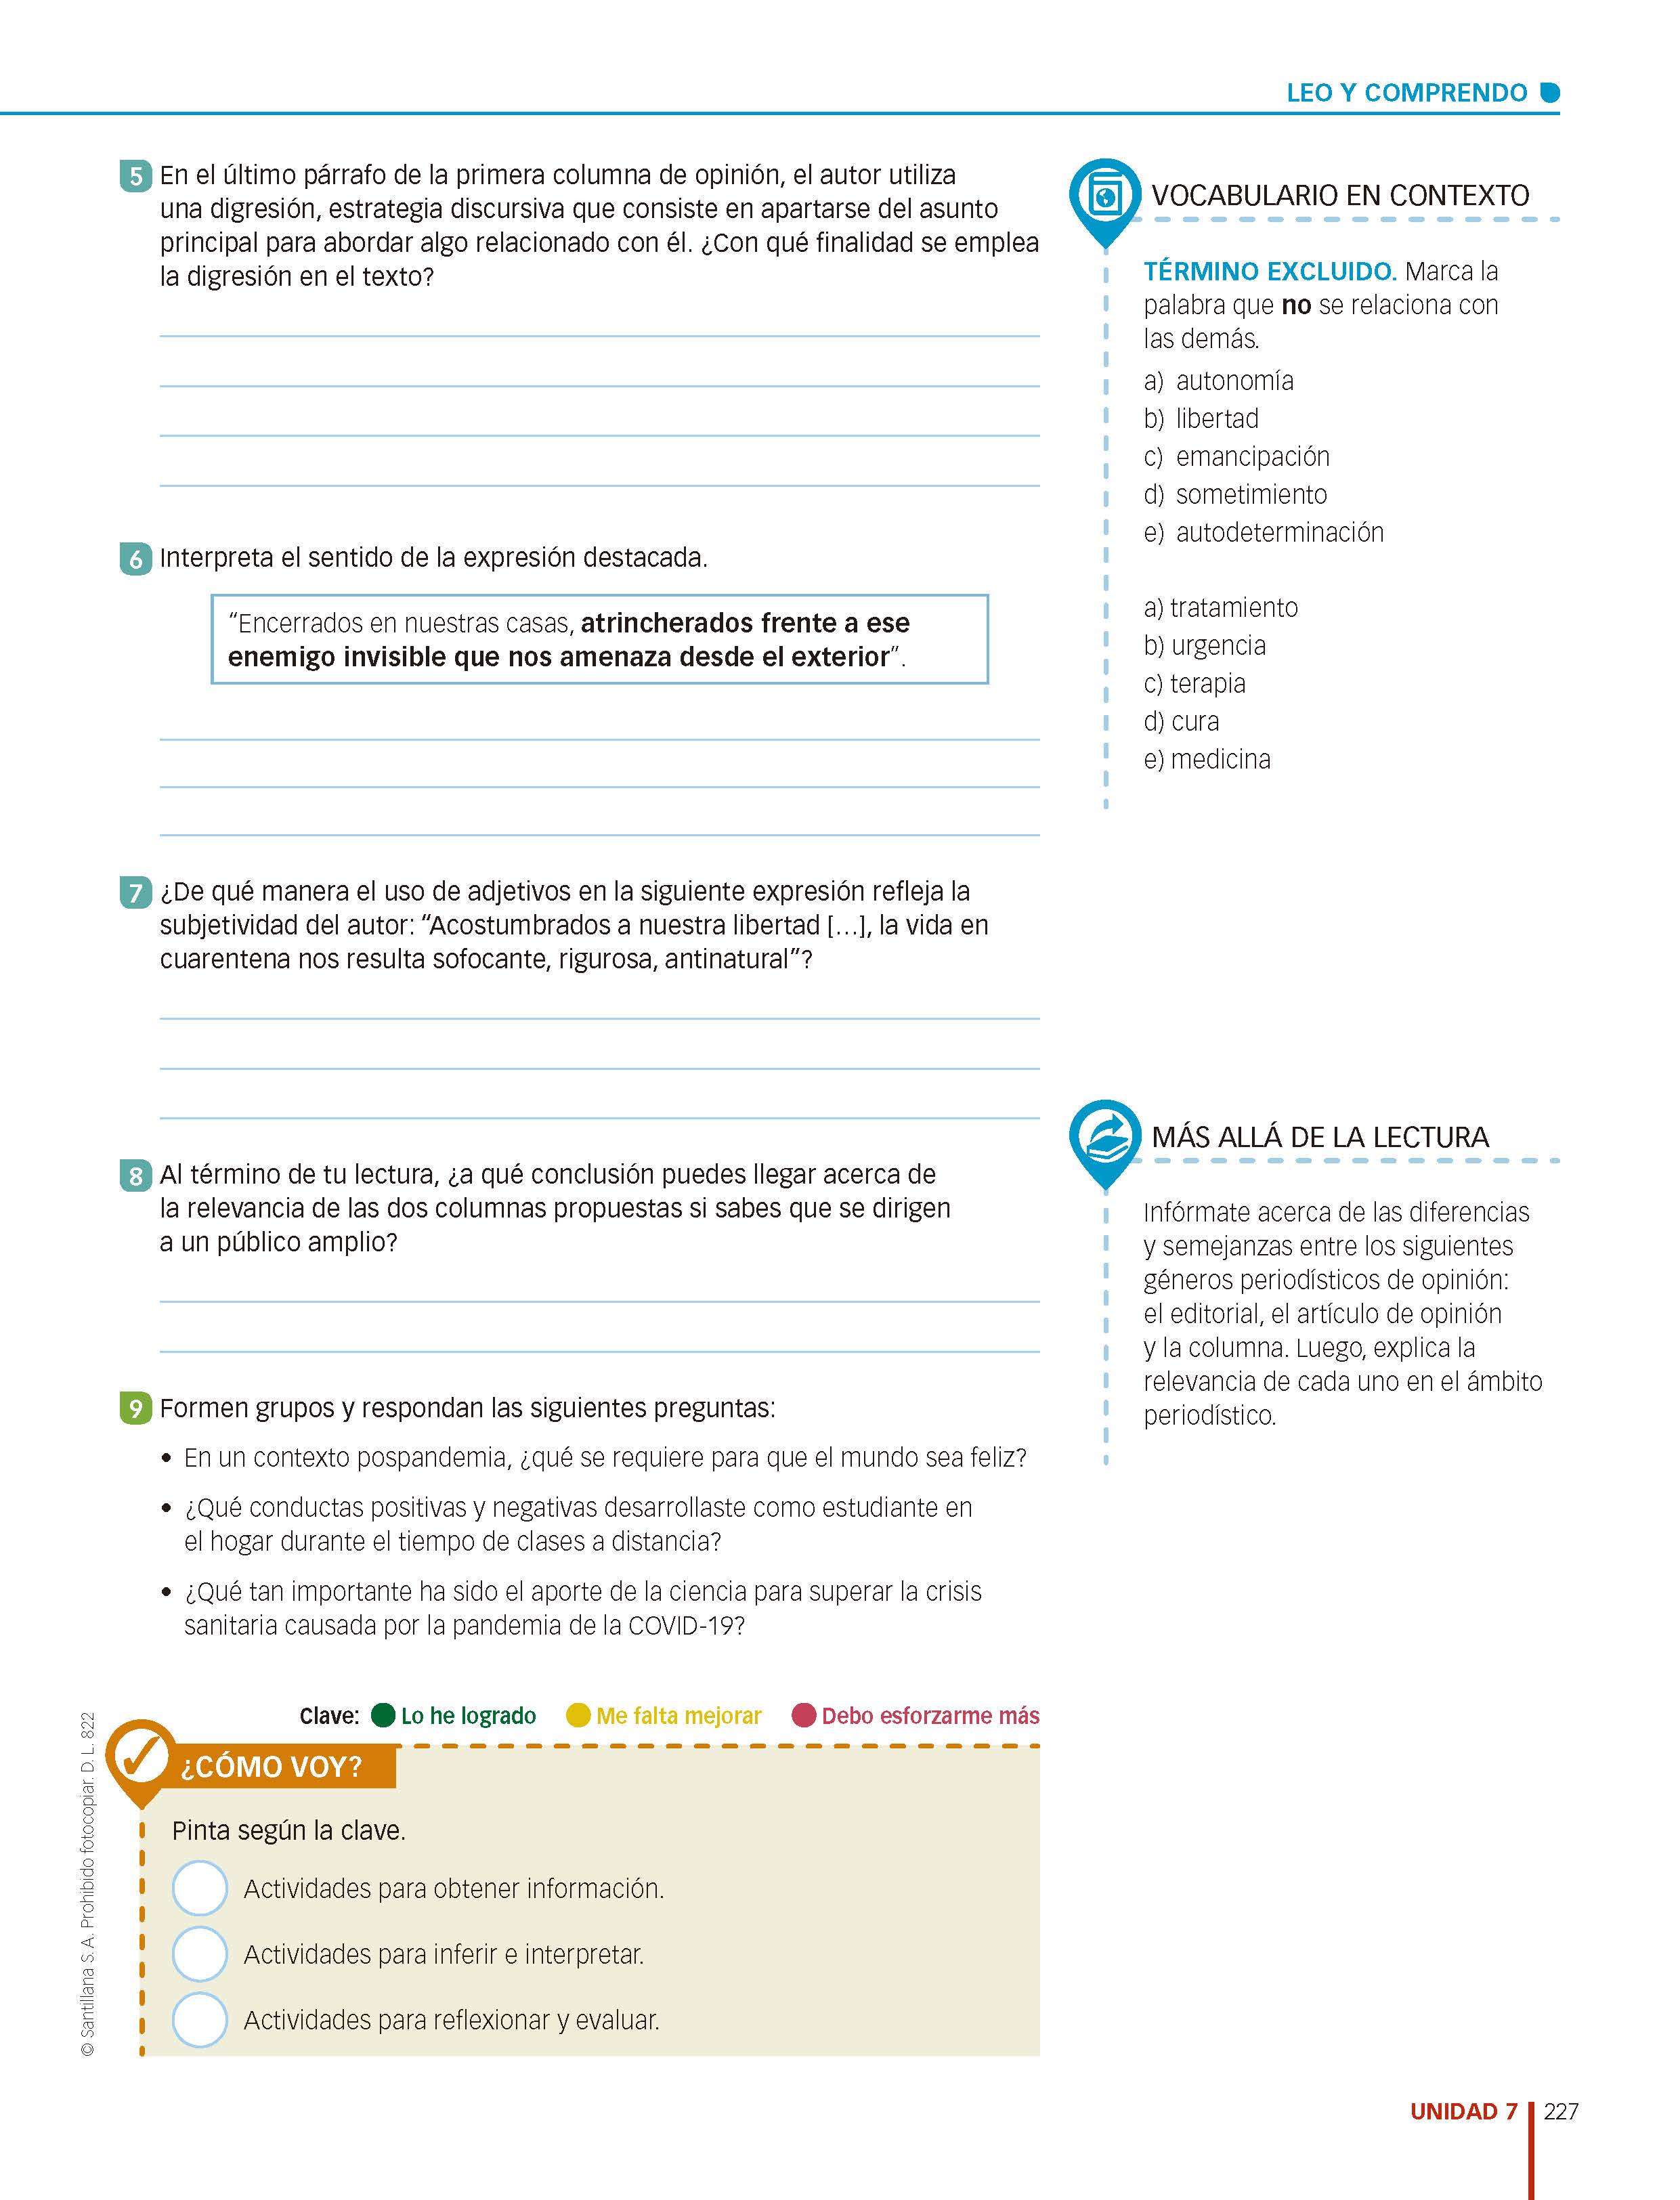 LEO Y COMPRENDO
5 En el último párrafo de la primera columna de opinión, el autor utiliza
una digresión, estrategia discursiva que consiste en apartarse del asunto
principal para abordar algo relacionado con él. ¿Con qué finalidad se emplea
la digresión en el texto?
6 Interpreta el sentido de la expresión destacada.
“Encerrados en nuestras casas, atrincherados frente a ese
enemigo invisible que nos amenaza desde el exterior”.
7 ¿De qué manera el uso de adjetivos en la siguiente expresión refleja la
subjetividad del autor: “Acostumbrados a nuestra libertad […], la vida en
cuarentena nos resulta sofocante, rigurosa, antinatural”?
8 Al término de tu lectura, ¿a qué conclusión puedes llegar acerca de
la relevancia de las dos columnas propuestas si sabes que se dirigen
a un público amplio?
9 Formen grupos y respondan las siguientes preguntas:
• En un contexto pospandemia, ¿qué se requiere para que el mundo sea feliz?
• ¿Qué conductas positivas y negativas desarrollaste como estudiante en
el hogar durante el tiempo de clases a distancia?
• ¿Qué tan importante ha sido el aporte de la ciencia para superar la crisis
sanitaria causada por la pandemia de la COVID-19?
Clave: Lo he logrado Me falta mejorar Debo esforzarme más
¿CÓMO VOY?
Pinta según la clave.
Actividades para obtener información.
Actividades para inferir e interpretar.
Actividades para reflexionar y evaluar.
VOCABULARIO EN CONTEXTO
TÉRMINO EXCLUIDO. Marca la
palabra que no se relaciona con
las demás.
a) autonomía
b) libertad
c) emancipación
d) sometimiento
e) autodeterminación
a) tratamiento
b) urgencia
c) terapia
d) cura
e) medicina
MÁS ALLÁ DE LA LECTURA
Infórmate acerca de las diferencias
y semejanzas entre los siguientes
géneros periodísticos de opinión:
el editorial, el artículo de opinión
y la columna. Luego, explica la
relevancia de cada uno en el ámbito
periodístico.
© Santillana S. A. Prohibido fotocopiar. D. L. 822
UNIDAD 7 227